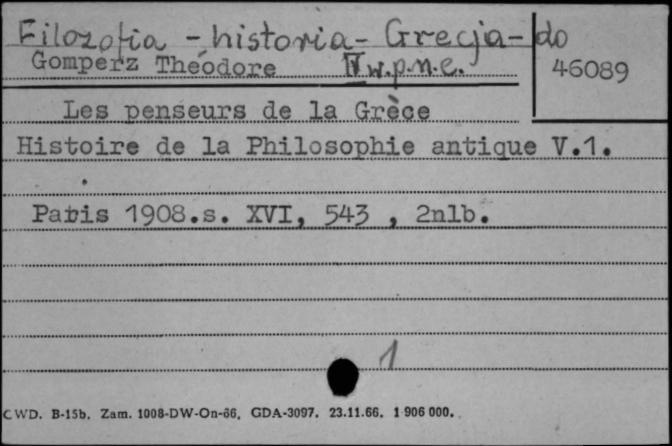 Filozofia - historia - Grecja - do
Gomperz Théodore IV w.p.n.e. 46089
Les penseurs de la Grèce
Histoire de la Philosophie antique V.1.
Paris 1908.s. XVI, 543 , 2nlb.
1
CWD. B-15b. Zam. 1008-DW-On-66. GDA-3097. 23.11.66. 1 906 000.